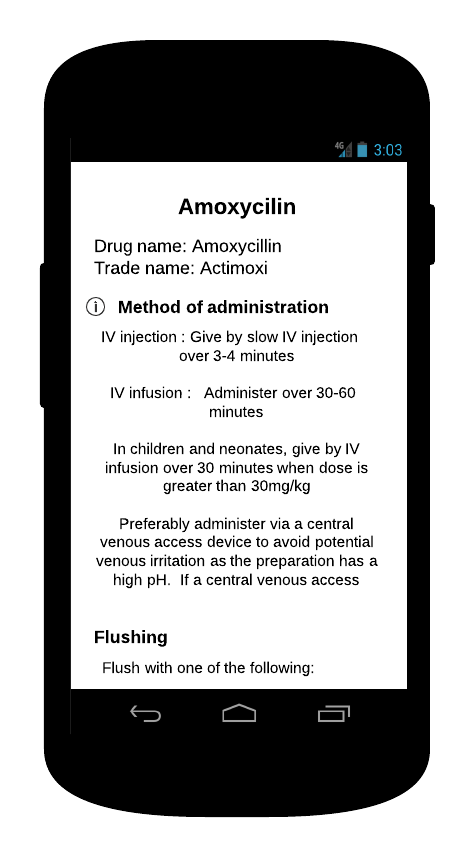 4G 3:03
Amoxycilin
Drug name: Amoxycillin
Trade name: Actimoxi
i Method of administration
IV injection : Give by slow IV injection
over 3-4 minutes
IV infusion : Administer over 30-60
minutes
In children and neonates, give by IV
infusion over 30 minutes when dose is
greater than 30mg/kg
Preferably administer via a central
venous access device to avoid potential
venous irritation as the preparation has a
high pH. If a central venous access
Flushing
Flush with one of the following: